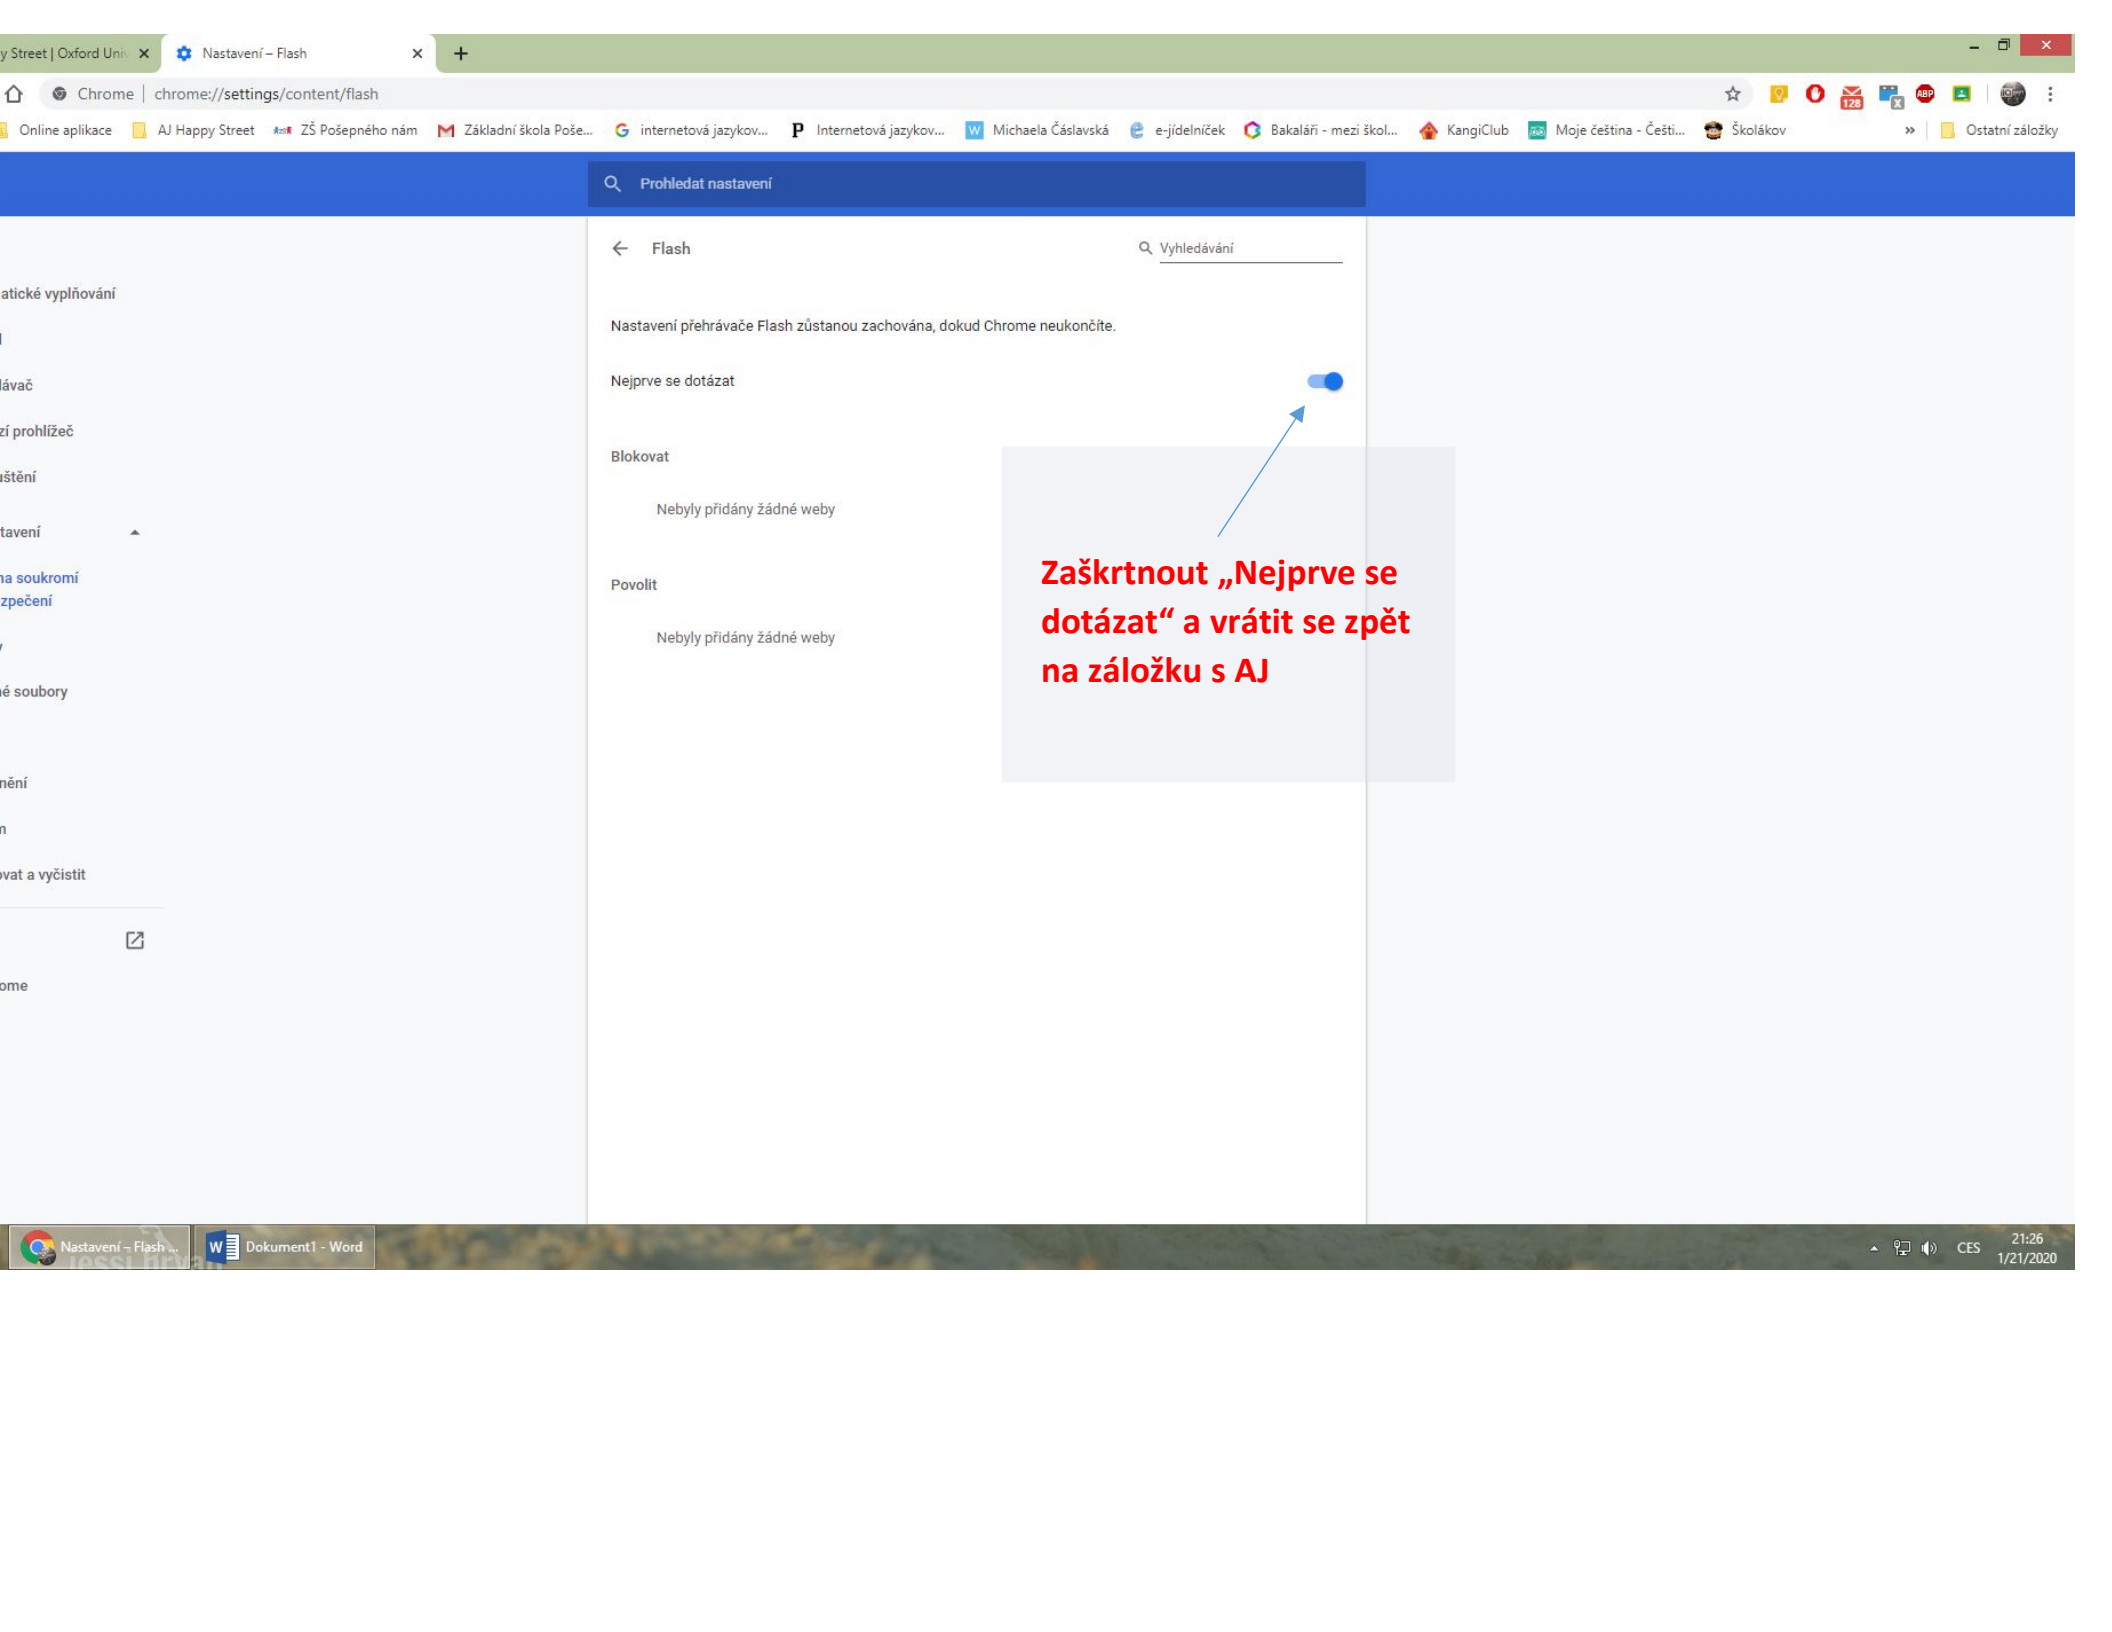 y Street | Oxford Univ
Nastavení – Flash
Chrome | chrome://settings/content/flash
128
ABP
Online aplikace
AJ Happy Street
ZŠ Pošepného nám
Základní škola Poše...
internetová jazykov...
Internetová jazykov...
Michaela Čáslavská
e-jídelníček
Bakaláři - mezi škol...
KangiClub
Moje čeština - Češti...
Školákov
»
Ostatní záložky
Prohledat nastavení
Flash
Vyhledávání
atické vyplňování
Nastavení přehrávače Flash zůstanou zachována, dokud Chrome neukončíte.
Nejprve se dotázat
lávač
zí prohlížeč
Blokovat
uštění
Nebyly přidány žádné weby
tavení
na soukromí
zpečení
Povolit
Nebyly přidány žádné weby
Zaškrtnout „Nejprve se
dotázat“ a vrátit se zpět
na záložku s AJ
né soubory
nění
ovat a vyčistit
ome
Nastavení – Flash ...
Dokument1 - Word
CES
21:26
1/21/2020